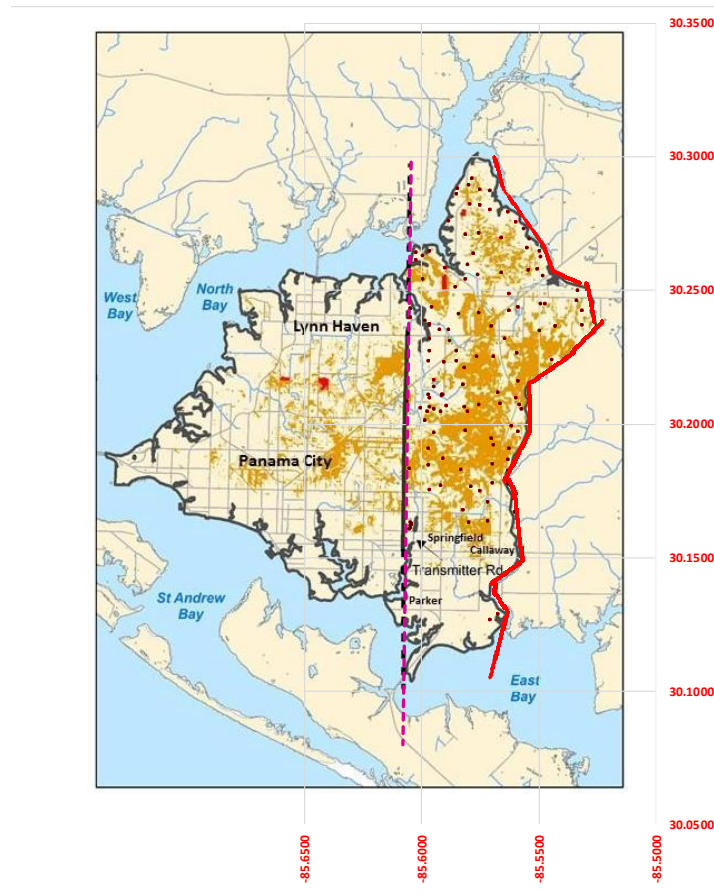 30.3500
30.3000
30.2500
30.2000
30.1500
30.1000
30.0500
West
Bay
North
Bay
Lynn Haven
Panama City
Springfield
Callaway
Transmitter Rd
Parker
St Andrew
Bay
East
Bay
-85.6500
-85.6000
-85.5500
-85.5000